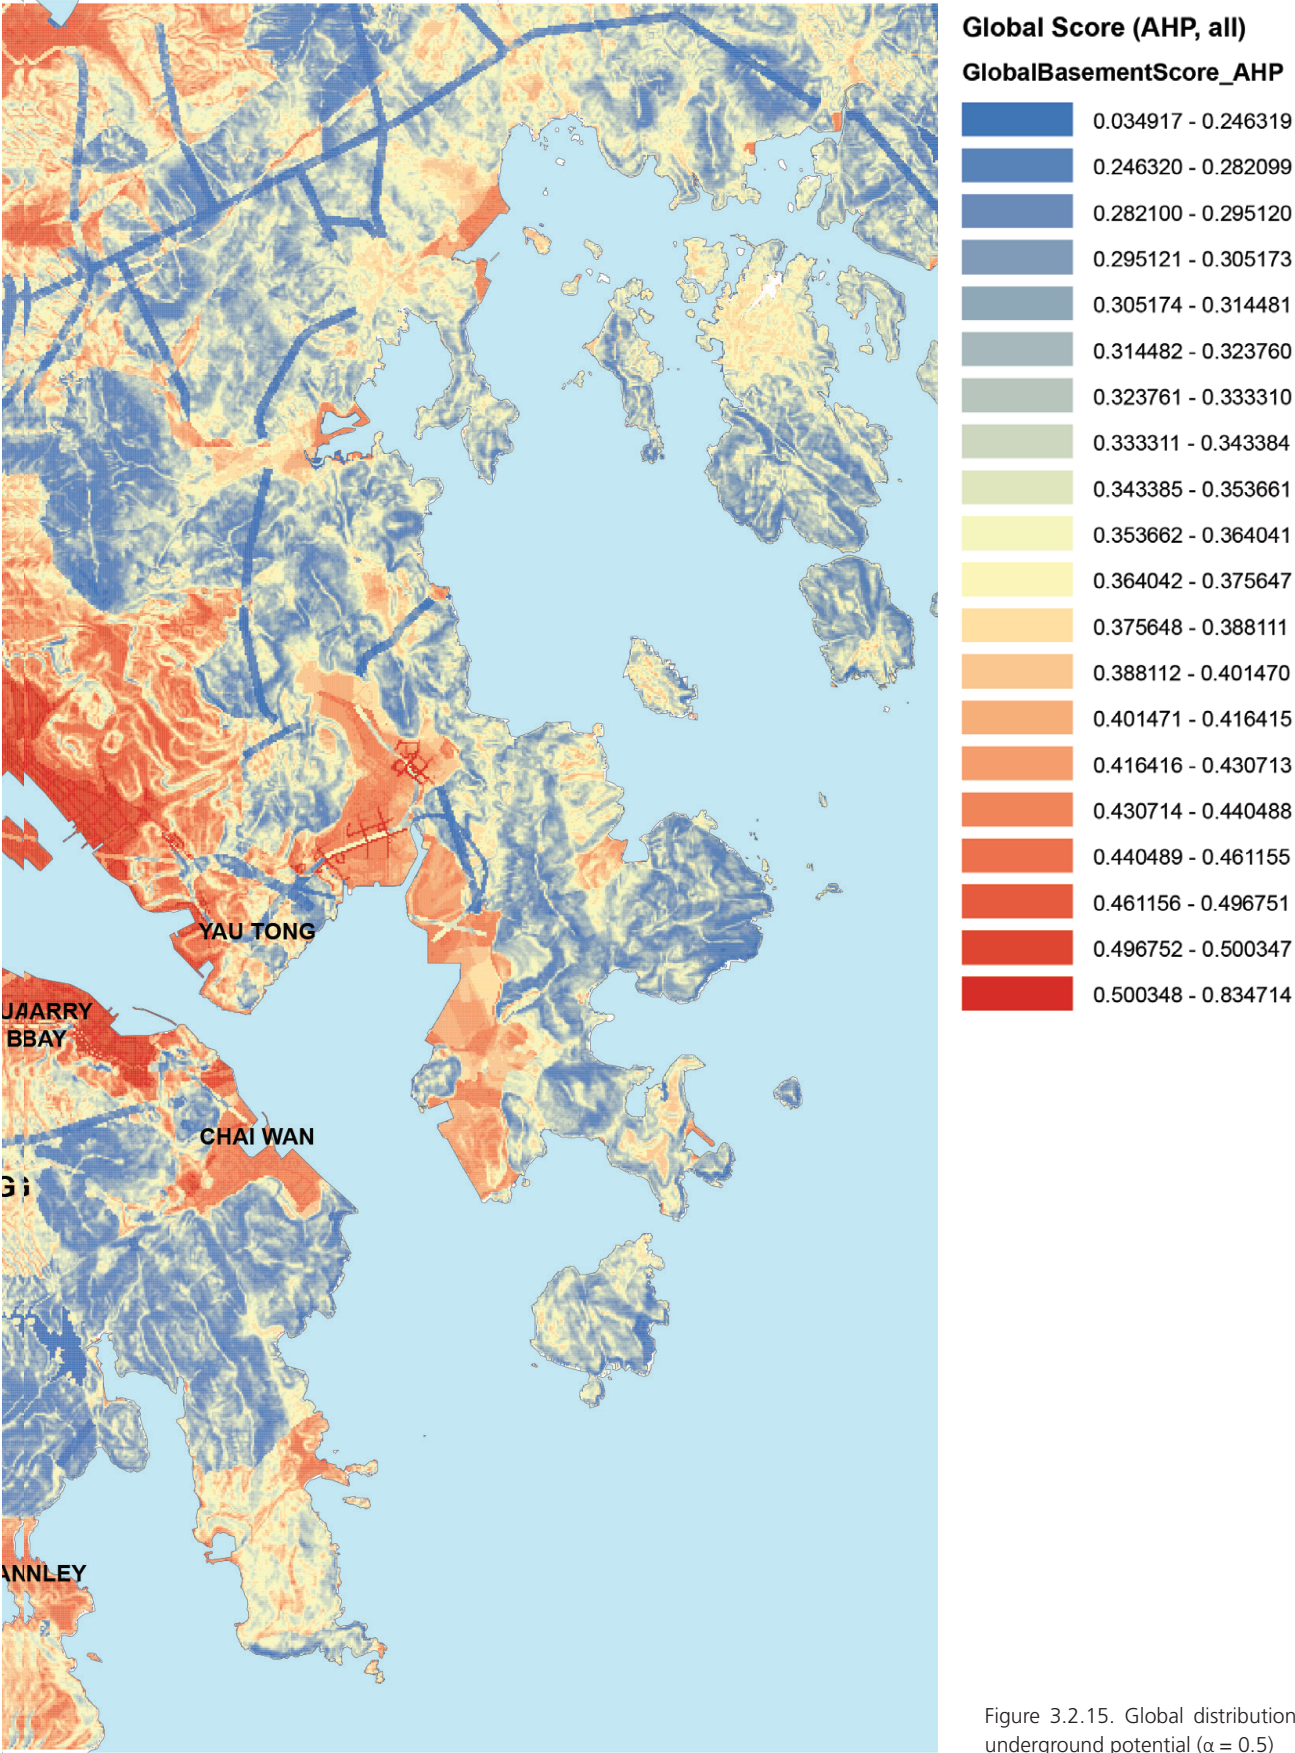 Global Score (AHP, all)
GlobalBasementScore_AHP
0.034917 - 0.246319
0.246320 - 0.282099
0.282100 - 0.295120
0.295121 - 0.305173
0.305174 - 0.314481
0.314482 - 0.323760
0.323761 - 0.333310
0.333311 - 0.343384
0.343385 - 0.353661
0.353662 - 0.364041
0.364042 - 0.375647
0.375648 - 0.388111
0.388112 - 0.401470
0.401471 - 0.416415
0.416416 - 0.430713
0.430714 - 0.440488
0.440489 - 0.461155
0.461156 - 0.496751
0.496752 - 0.500347
0.500348 - 0.834714
YAU TONG
BBAY
CHAI WAN
ANNLEY
Figure 3.2.15. Global distribution
underground potential (α = 0.5)